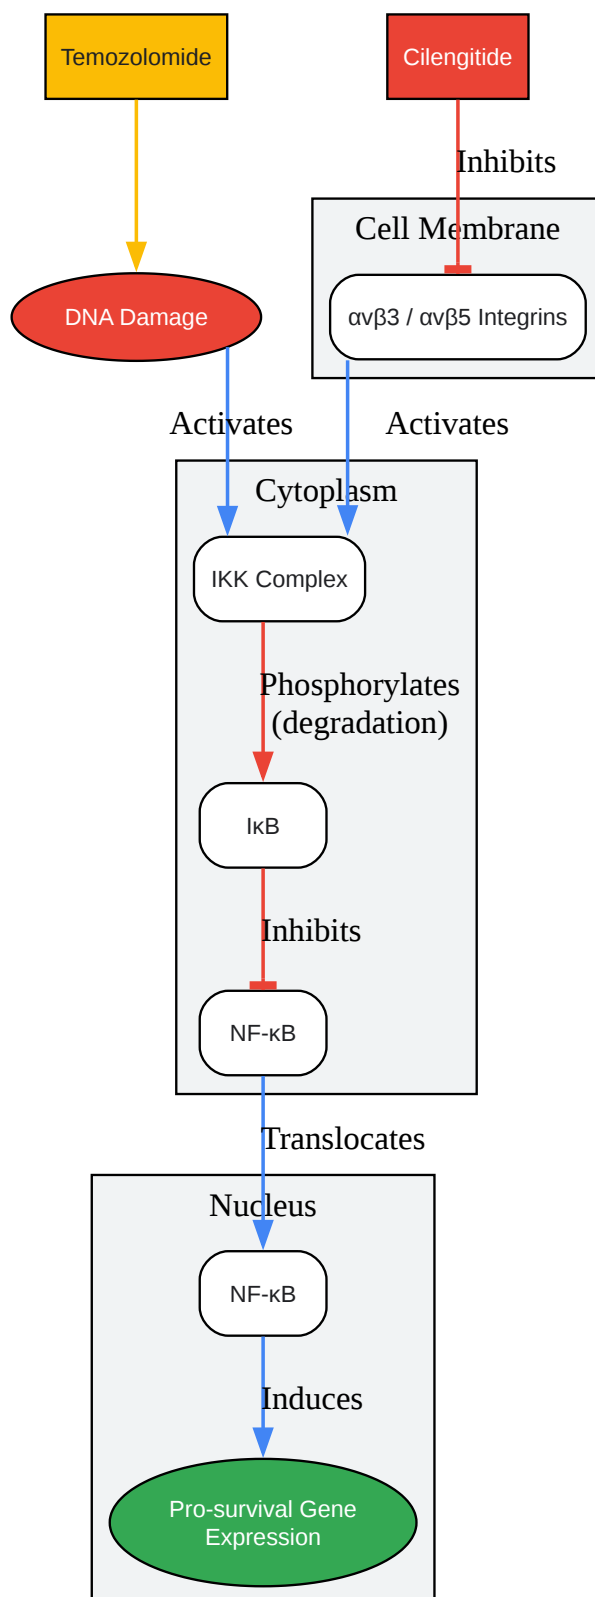 Temozolomide
Cilengitide
Inhibits
Cell Membrane
DNA Damage
αvβ3 / αvβ5 Integrins
Activates
Activates
Cytoplasm
IKK Complex
Phosphorylates
(degradation)
IκB
Inhibits
NF-κB
Translocates
Nucleus
NF-κB
Induces
Pro-survival Gene
Expression